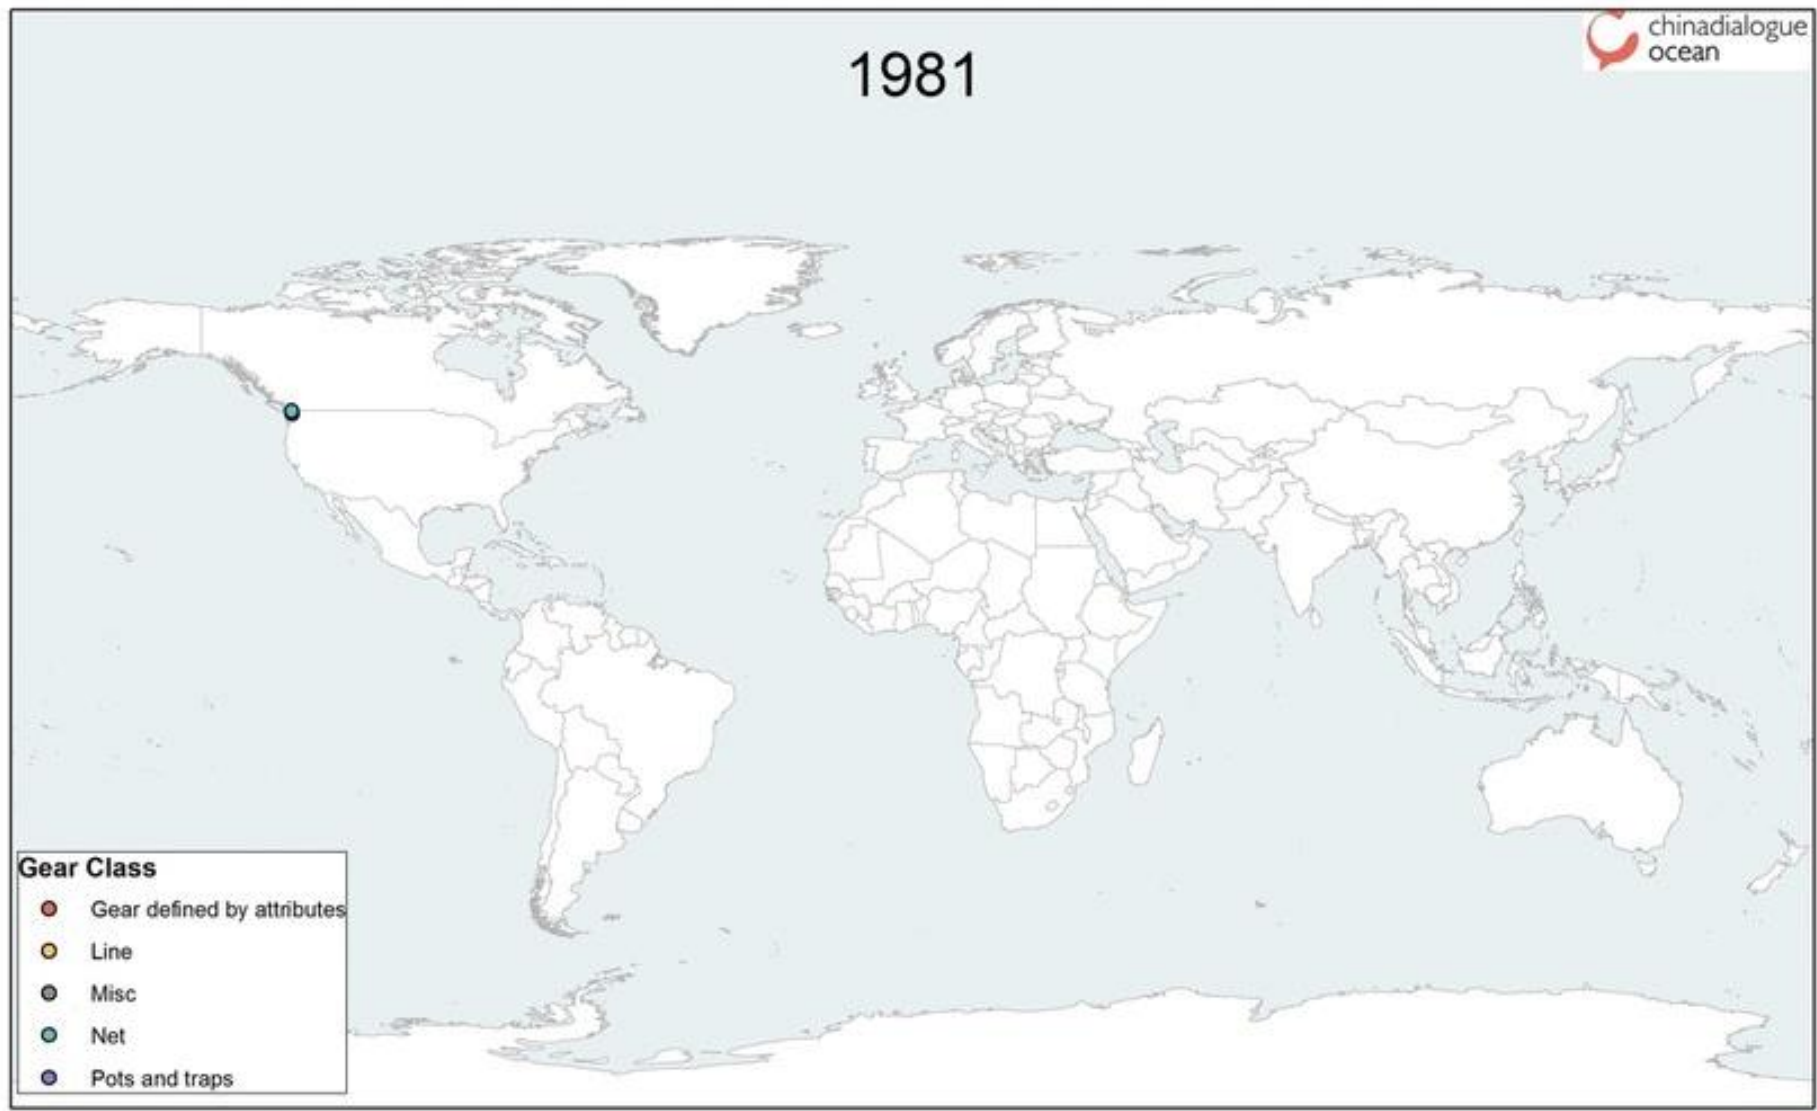 chinadialogue
ocean
1981
Gear Class
Gear defined by attributes
Line
Misc
Net
Pots and traps